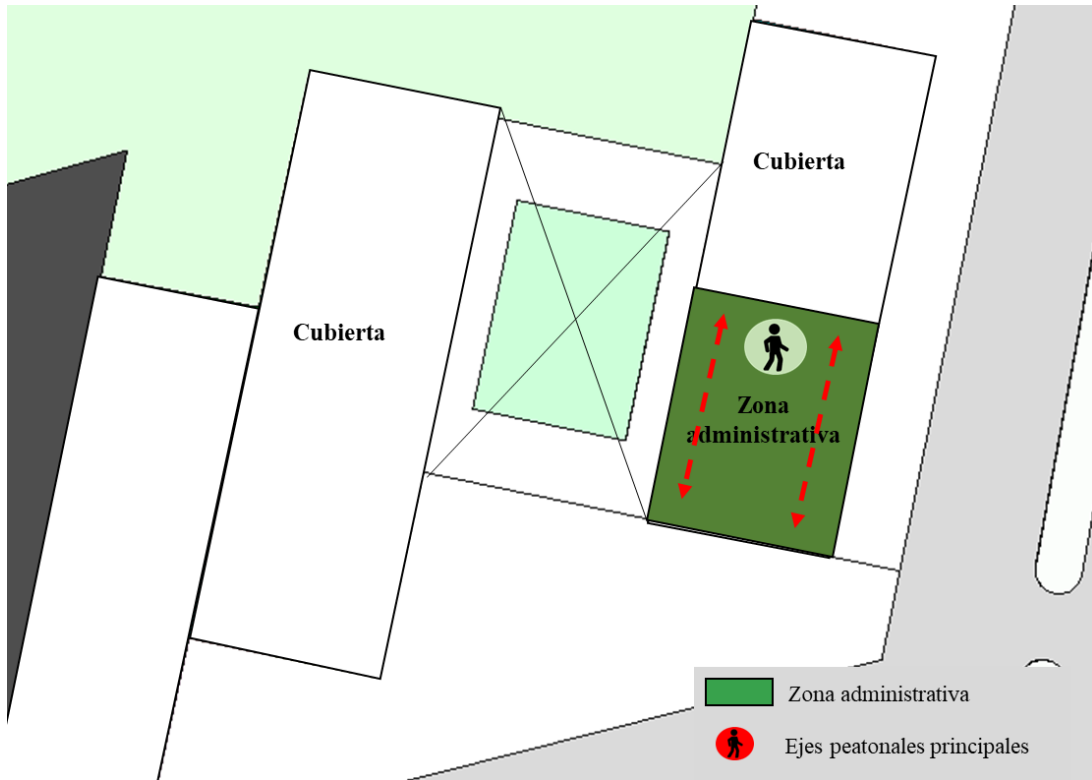 Cubierta
Cubierta
Zona
administrativa
Zona administrativa
Ejes peatonales principales